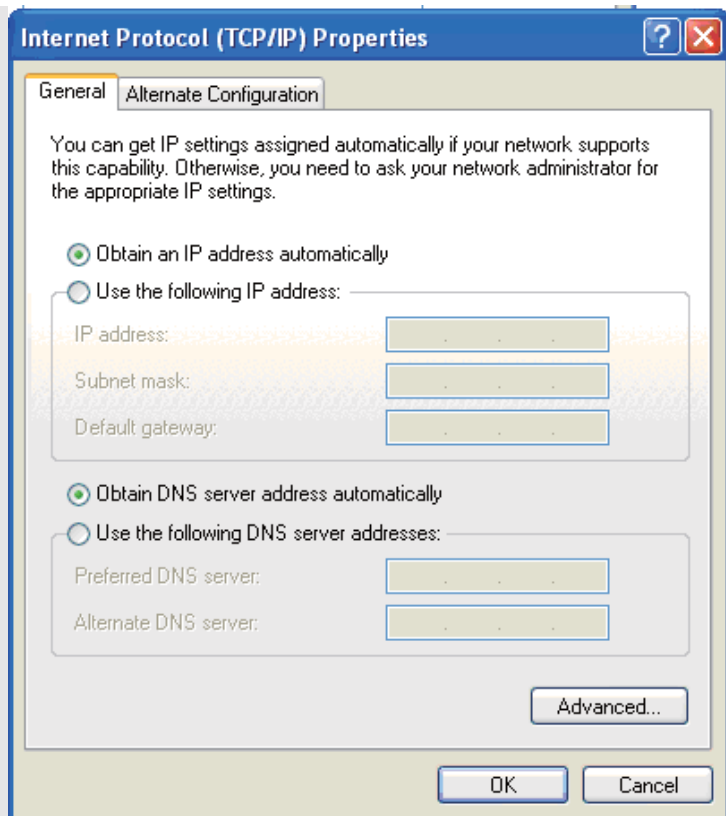 Internet Protocol (TCP/IP) Properties
General
Alternate Configuration
You can get IP settings assigned automatically if your network supports
this capability. Otherwise, you need to ask your network administrator for
the appropriate IP settings.
Obtain an IP address automatically
Use the following IP address:
IP address:
Subnet mask:
Default gateway:
Obtain DNS server address automatically
Use the following DNS server addresses:
Preferred DNS server:
Alternate DNS server:
Advanced...
OK
Cancel